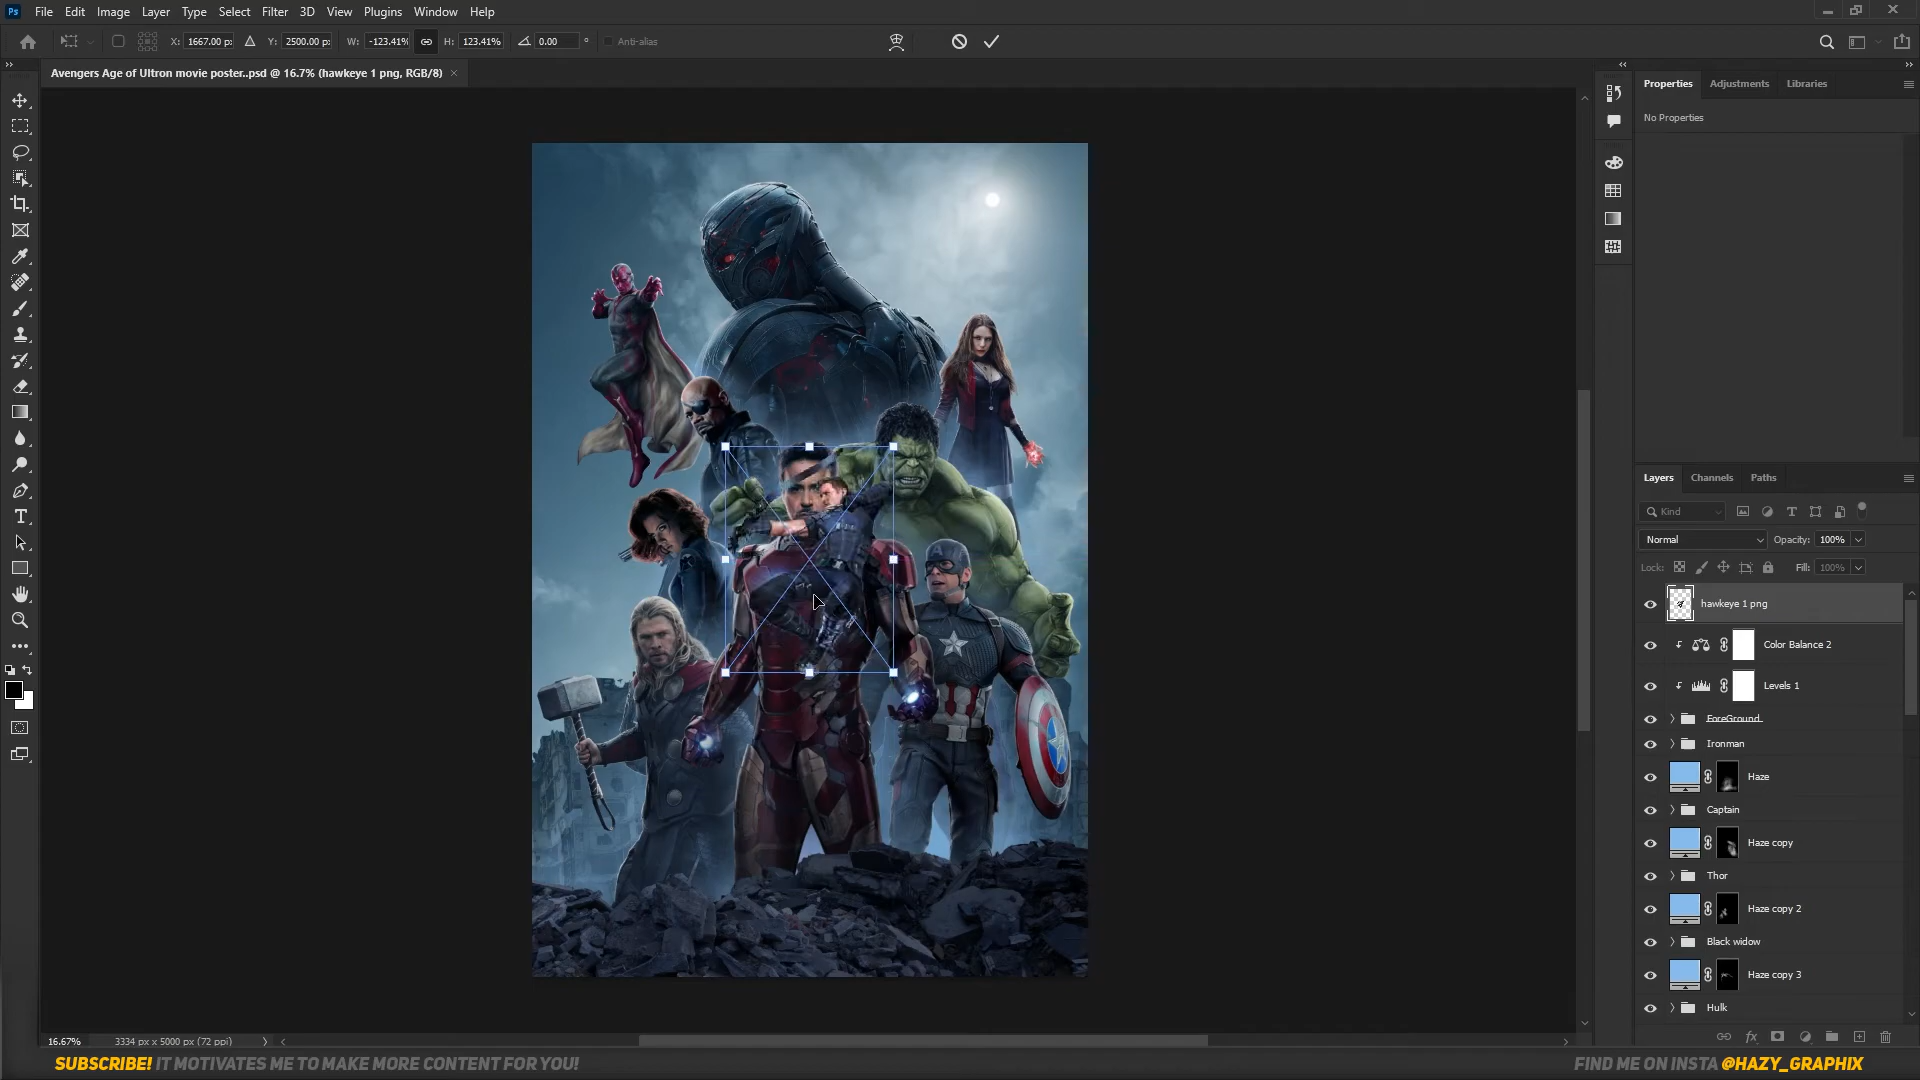 Ps File Edit Image Layer Type Select Filter 3D View Plugins Window Help
X: 1667.00 p: Y: 2500.00 p: W: -123.41% H: 123.41% 0.00 ° Anti-alias
Avengers Age of Ultron movie poster..psd @ 16.7% (hawkeye 1 png, RGB/8) ×
Properties Adjustments Libraries
No Properties
Layers Channels Paths
Kind
Normal Opacity: 100%
Lock: Fill: 100%
hawkeye 1 png
Color Balance 2
Levels 1
ForeGround
Ironman
Haze
Captain
Haze copy
Thor
Haze copy 2
Black widow
Haze copy 3
Hulk
16.67% 3334 px x 5000 px (72 ppi)
SUBSCRIBE! IT MOTIVATES ME TO MAKE MORE CONTENT FOR YOU!
FIND ME ON INSTA @HAZY_GRAPHIX